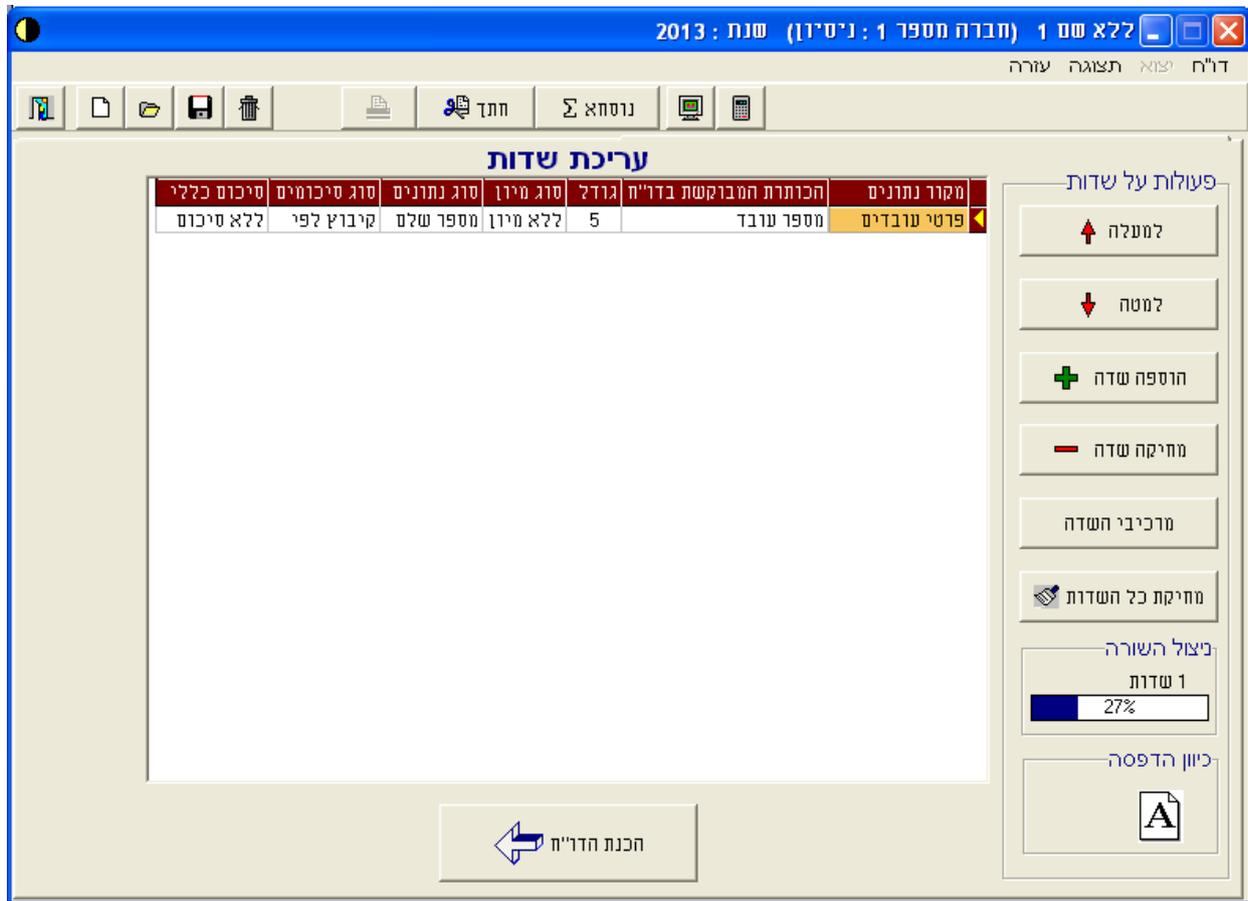 ללא שם 1 (חברה מספר 1 : ניסיון) שנת : 2013
דו"ח יצוא תצוגה עזרה
נוסחא Σ חתך
עריכת שדות
מקור נתונים הכותרת המבוקשת בדו"ח גודל סוג מיון סוג נתונים סוג סיכומים סיכום כללי
פרטי עובדים מספר עובד 5 ללא מיון מספר שלם קיבוץ לפי ללא סיכום
פעולות על שדות
למעלה
למטה
הוספה שדה
מחיקה שדה
מרכיבי השדה
מחיקת כל השדות
ניצול השורה
1 שדות
27%
כיוון הדפסה
A
הכנת הדו"ח